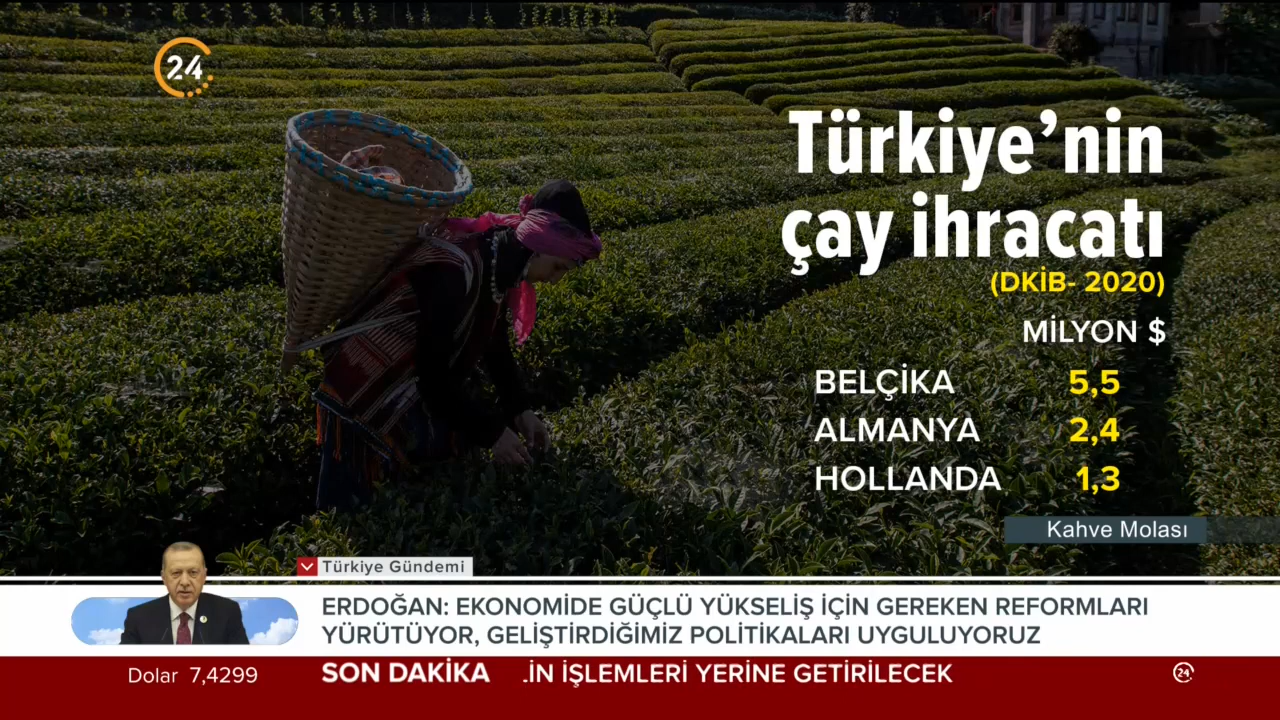 24
Türkiye’nin
çay ihracatı
(DKİB- 2020)
MİLYON $
BELÇİKA 5,5
ALMANYA 2,4
HOLLANDA 1,3
Kahve Molası
Türkiye Gündemi
ERDOĞAN: EKONOMİDE GÜÇLÜ YÜKSELİŞ İÇİN GEREKEN REFORMLARI
YÜRÜTÜYOR, GELİŞTİRDİĞİMİZ POLİTİKALARI UYGULUYORUZ
Dolar 7,4299 SON DAKİKA .İN İŞLEMLERİ YERİNE GETİRİLECEK 24